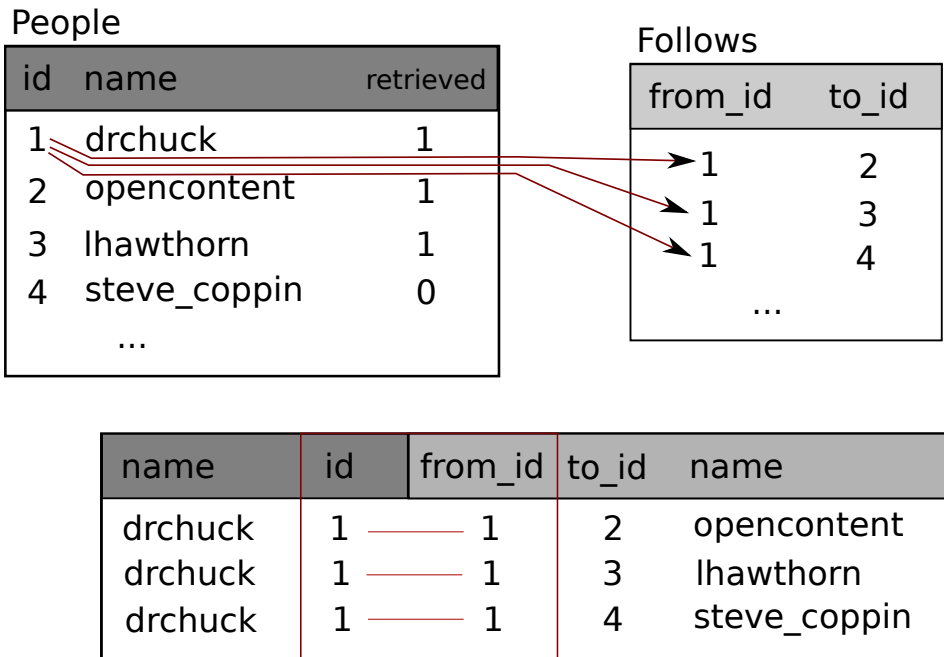 People
id name retrieved
1 drchuck 1
2 opencontent 1
3 lhawthorn 1
4 steve_coppin 0
...
Follows
from_id to_id
1 2
1 3
1 4
...
name id from_id to_id name
drchuck 1 1 2 opencontent
drchuck 1 1 3 lhawthorn
drchuck 1 1 4 steve_coppin